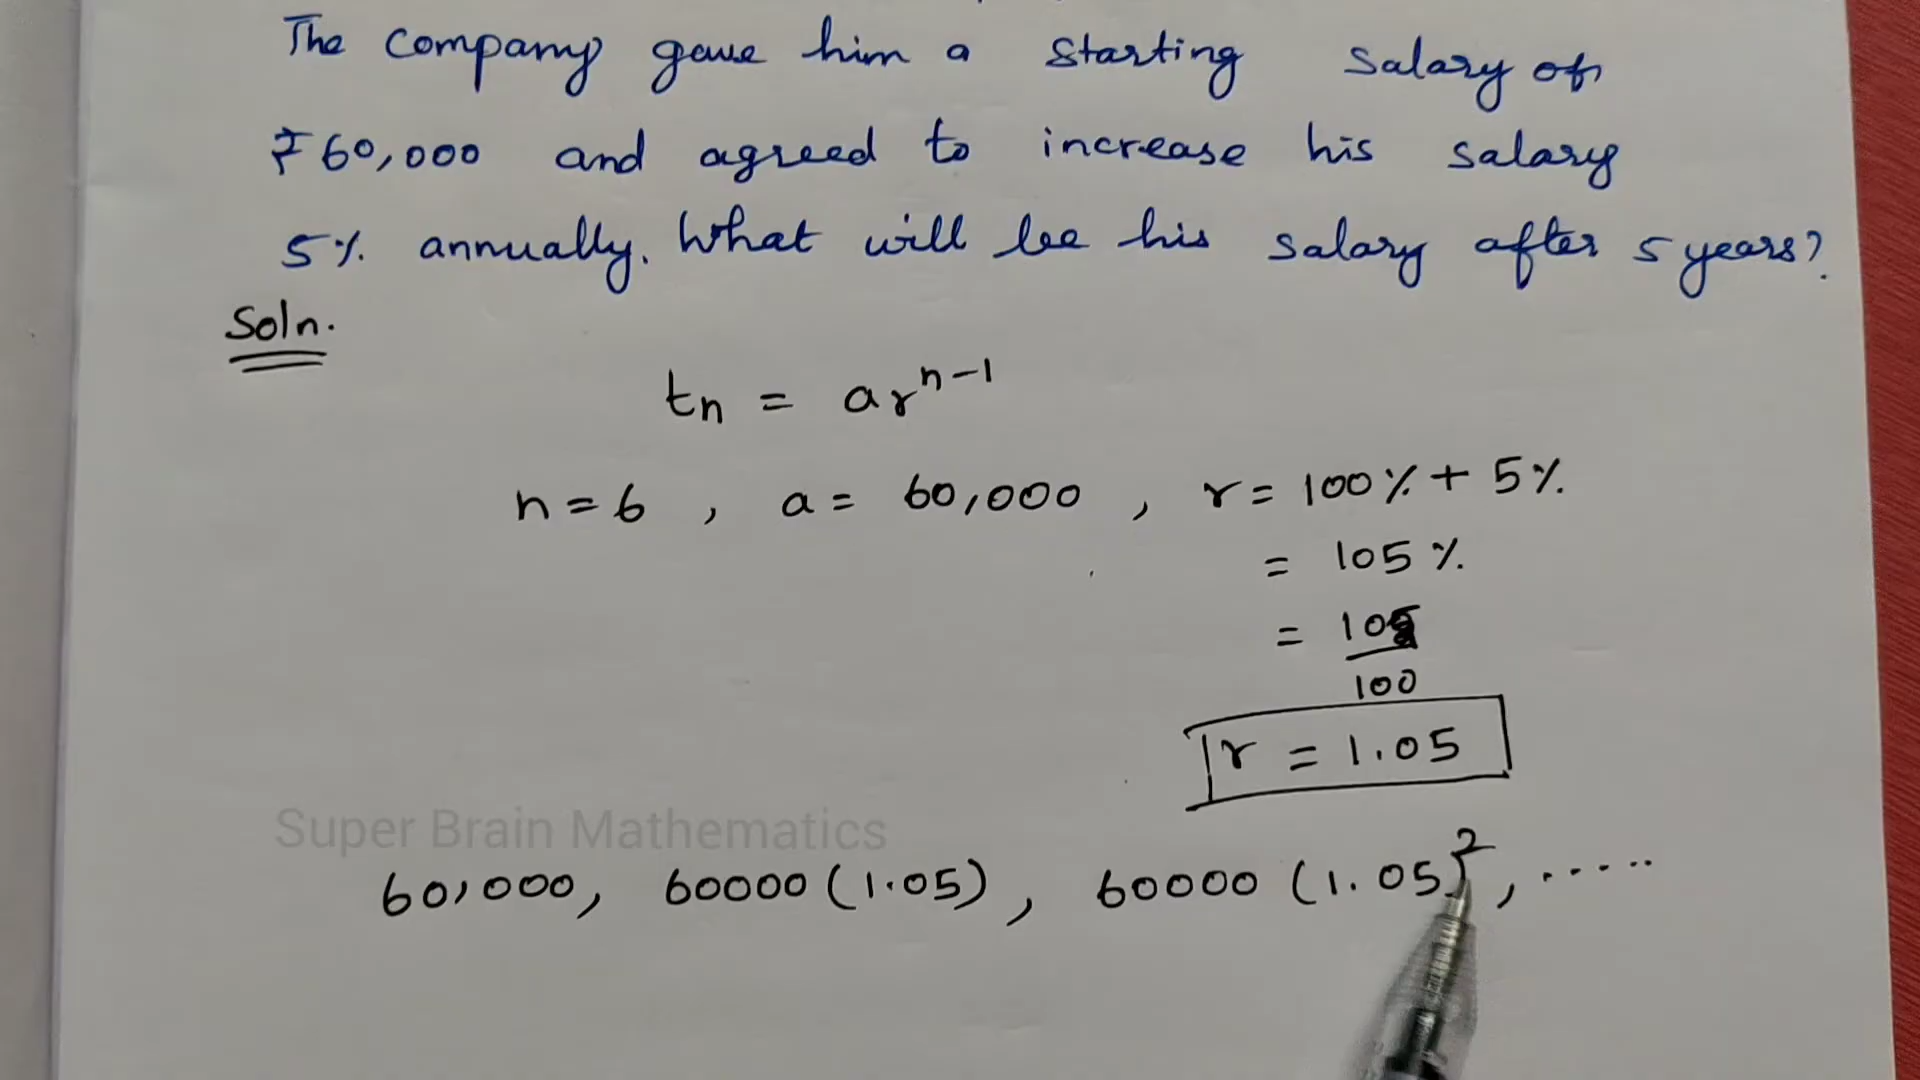 The company gave him a starting salary of
₹60,000 and agreed to increase his salary
5% annually. What will be his salary after 5 years?
Soln.
tn = ar^n-1
n=6 , a= 60,000 , r= 100% + 5%
= 105%
= 105
100
r = 1.05
Super Brain Mathematics
60,000, 60000(1.05), 60000(1.05)^2, .....